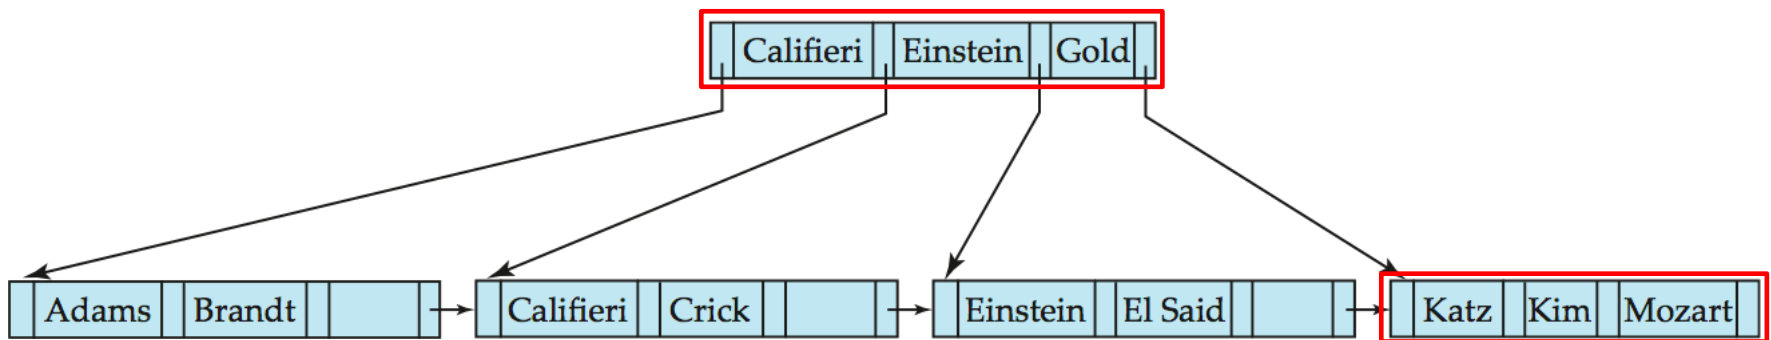 Califieri Einstein Gold
Adams Brandt Califieri Crick Einstein El Said Katz Kim Mozart